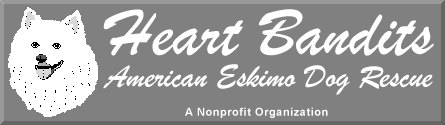 Heart Bandits
American Eskimo Dog Rescue
A Nonprofit Organization